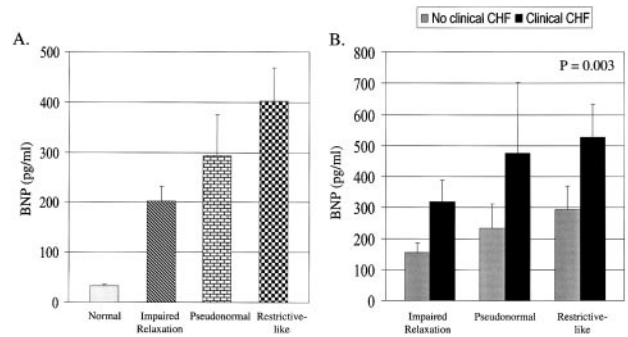 No clinical CHF Clinical CHF
A.
500
400
300
200
100
0
BNP (pg/ml)
Normal Impaired Relaxation Pseudonormal Restrictive-like
B.
P = 0.003
800
700
600
500
400
300
200
100
0
BNP (pg/ml)
Impaired Relaxation Pseudonormal Restrictive-like